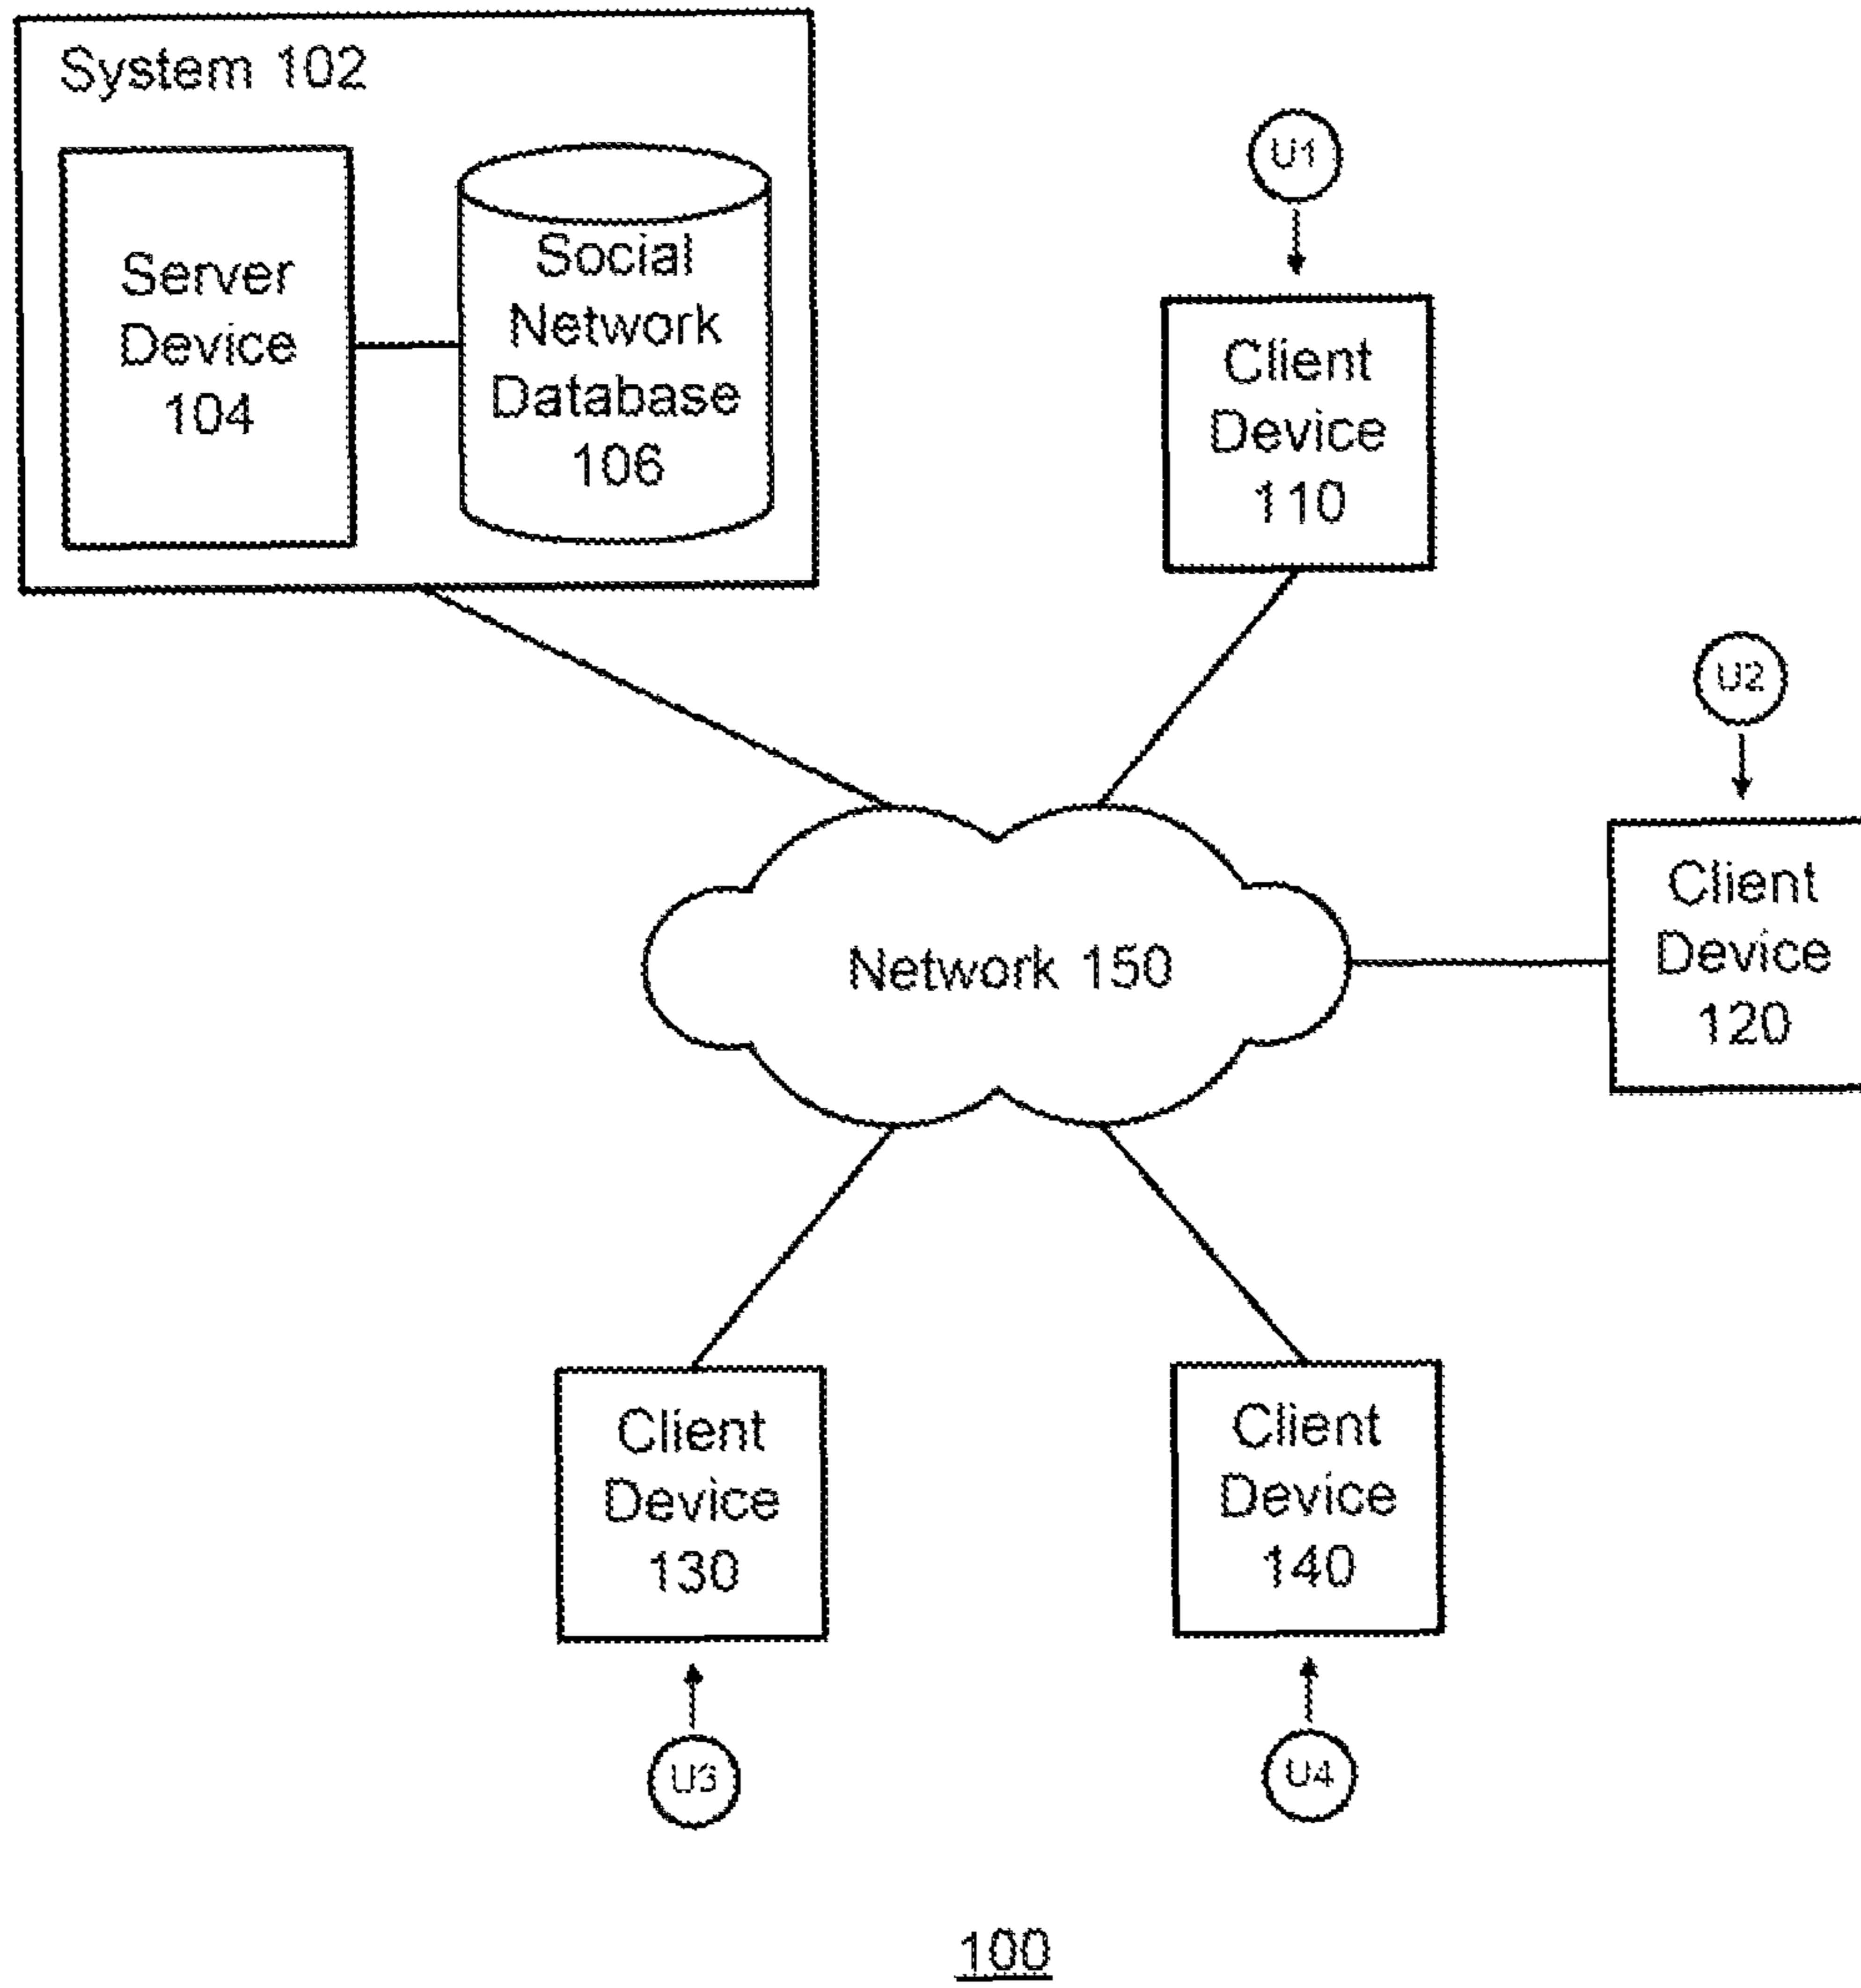 System 102
Server
Device
104
Social
Network
Database
106
U1
Client
Device
110
U2
Client
Device
120
Network 150
Client
Device
130
Client
Device
140
U3
U4
100